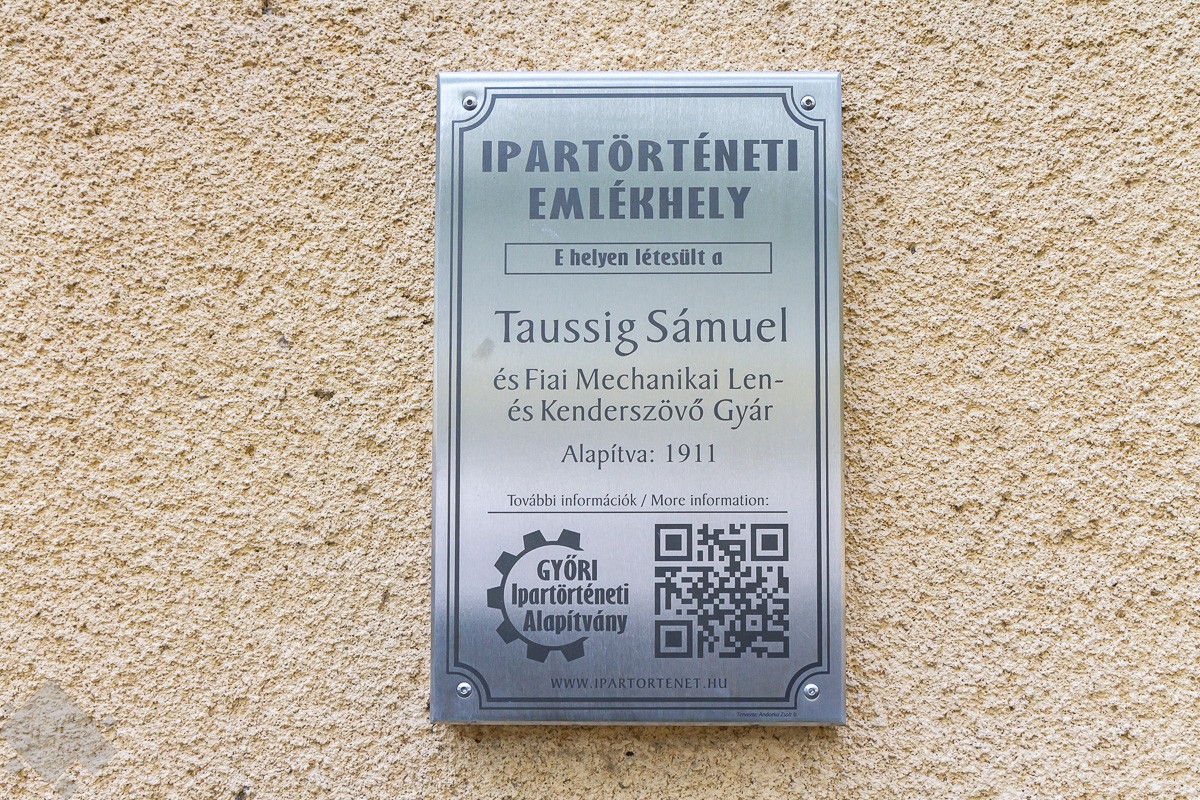 IPARTÖRTÉNETI
EMLÉKHELY
E helyen létesült a
Taussig Sámuel
és Fiai Mechanikai Len-
és Kenderszövő Gyár
Alapítva: 1911
További információk / More information:
GYŐRI
Ipartörténeti
Alapítvány
WWW.IPARTORTENET.HU